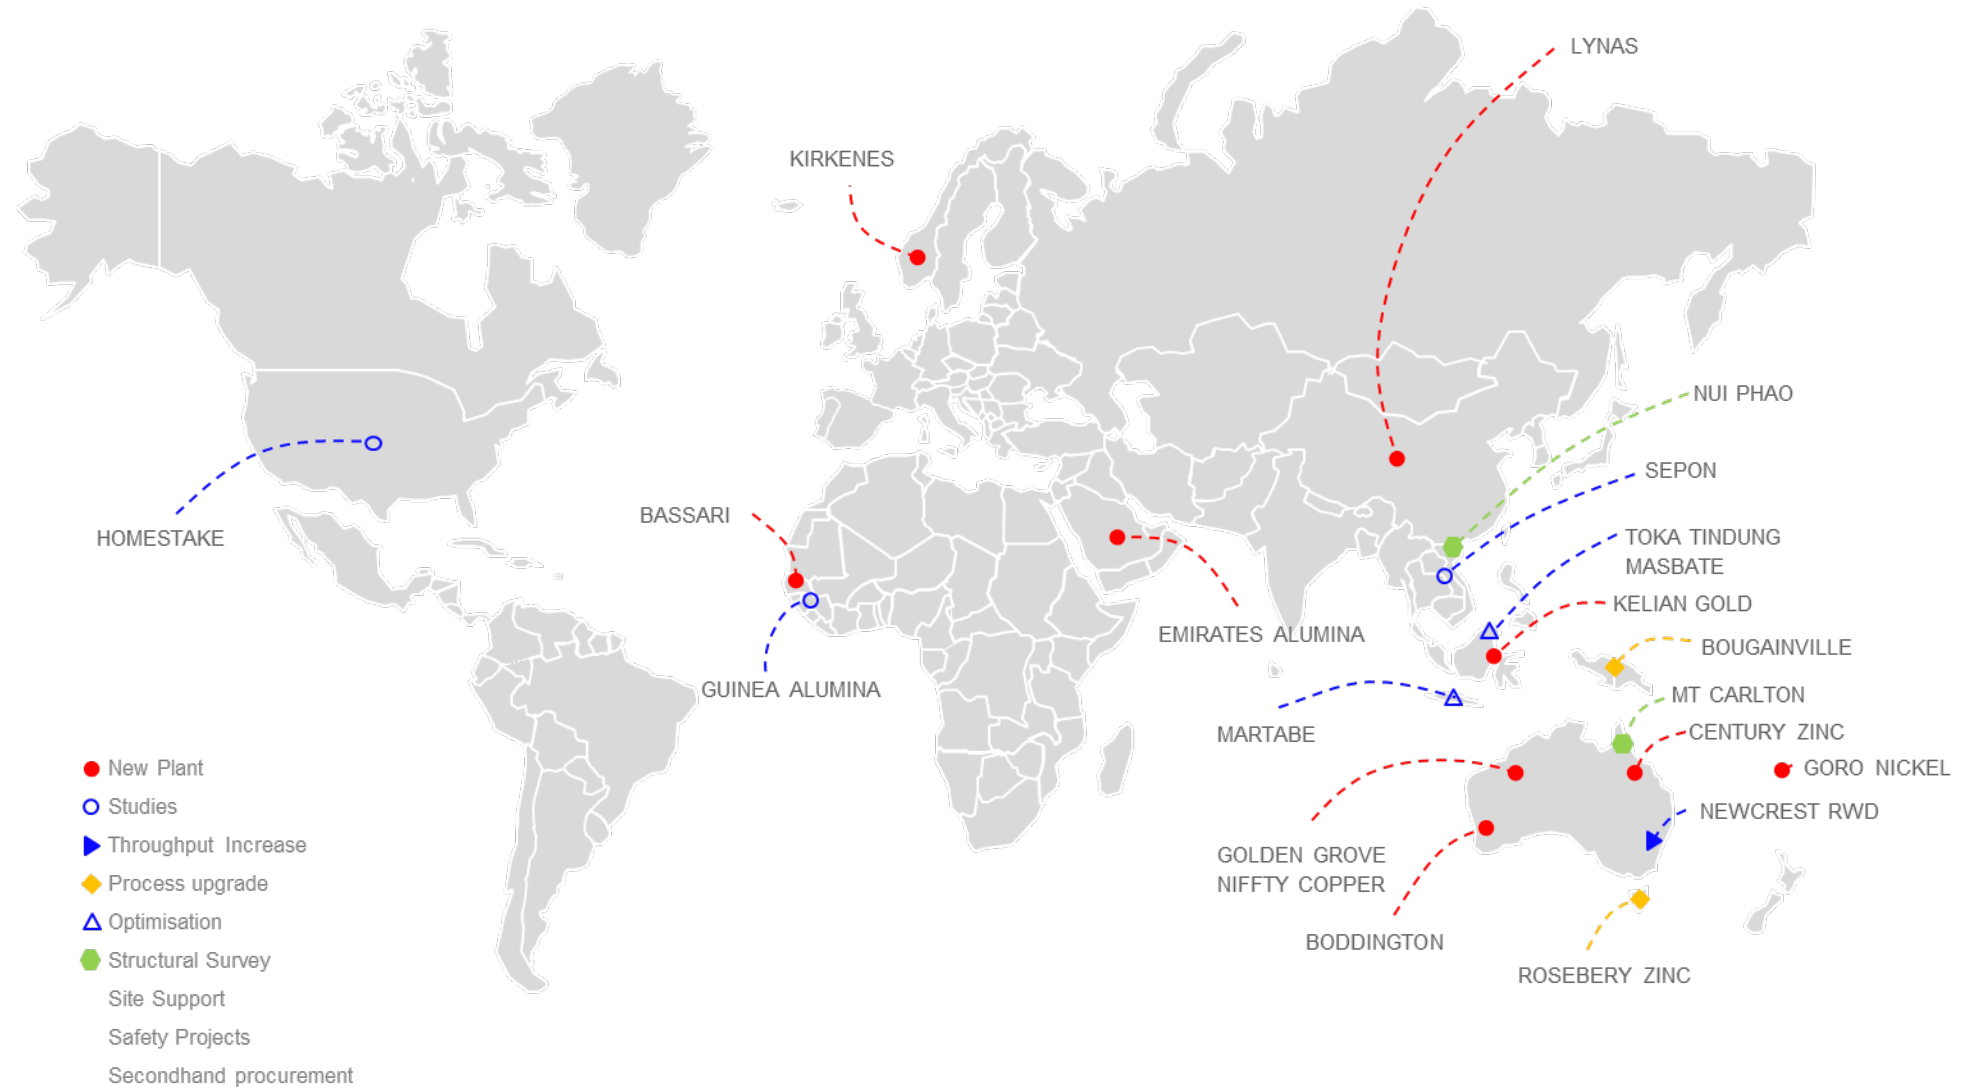 LYNAS
KIRKENES
NUI PHAO
SEPON
HOMESTAKE
BASSARI
TOKA TINDUNG
MASBATE
KELIAN GOLD
EMIRATES ALUMINA
BOUGAINVILLE
GUINEA ALUMINA
MT CARLTON
MARTABE
CENTURY ZINC
GORO NICKEL
NEWCREST RWD
GOLDEN GROVE
NIFFTY COPPER
BODDINGTON
ROSEBERY ZINC
New Plant
Studies
Throughput Increase
Process upgrade
Optimisation
Structural Survey
Site Support
Safety Projects
Secondhand procurement